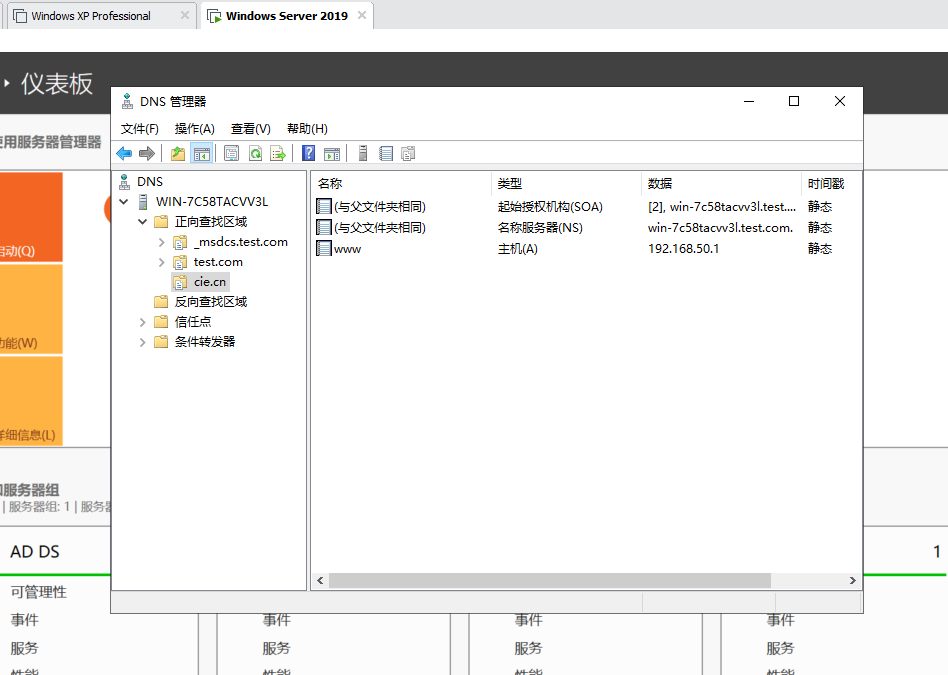 Windows XP Professional
Windows Server 2019
仪表板
DNS 管理器
文件(F) 操作(A) 查看(V) 帮助(H)
用服务器管理器
DNS
WIN-7C58TACVV3L
正向查找区域
_msdcs.test.com
test.com
cie.cn
反向查找区域
信任点
条件转发器
名称 类型 数据 时间戳
(与父文件夹相同) 起始授权机构(SOA) [2], win-7c58tacvv3l.test.... 静态
(与父文件夹相同) 名称服务器(NS) win-7c58tacvv3l.test.com. 静态
www 主机(A) 192.168.50.1 静态
启动(Q)
功能(W)
详细信息(L)
服务器组
| 服务器组: 1 | 服务器
AD DS
1
可管理性
事件 事件 事件 事件
服务 服务 服务 服务
性能 性能 性能 性能